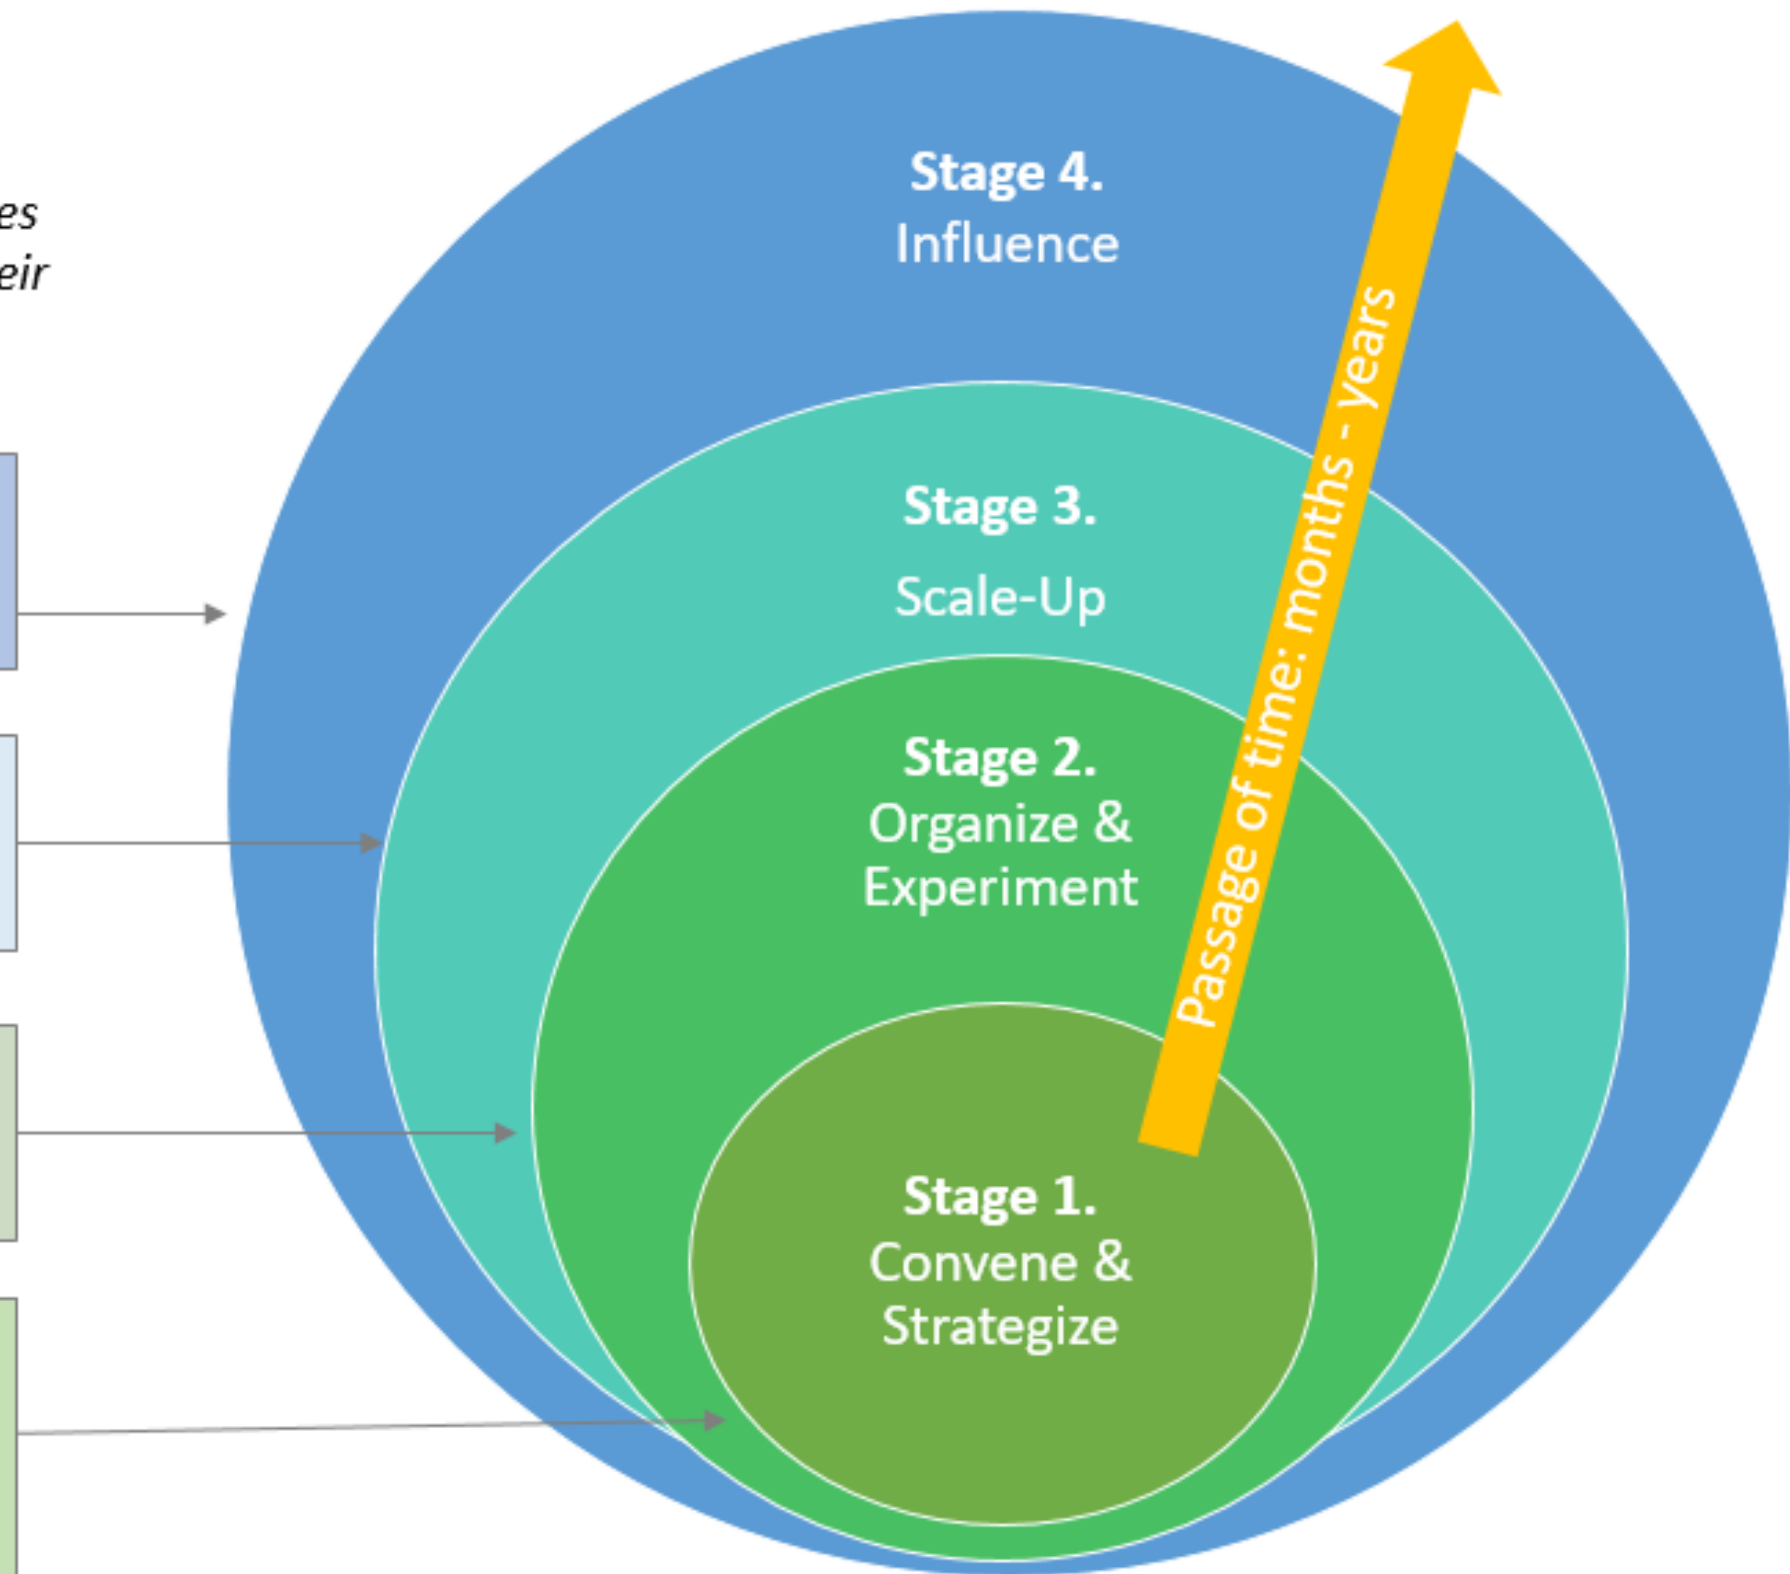 es
eir
Stage 4.
Influence
Stage 3.
Scale-Up
Stage 2.
Organize &
Experiment
Stage 1.
Convene &
Strategize
Passage of time: months - years